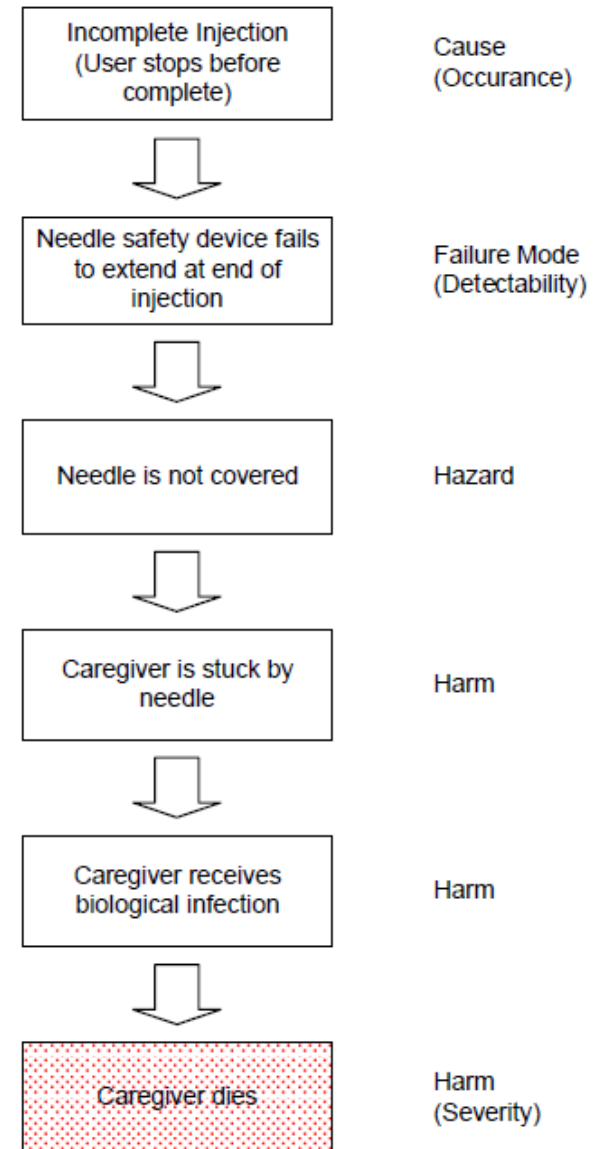 Incomplete Injection
(User stops before
complete)
Cause
(Occurance)
Needle safety device fails
to extend at end of
injection
Failure Mode
(Detectability)
Needle is not covered
Hazard
Caregiver is stuck by
needle
Harm
Caregiver receives
biological infection
Harm
Caregiver dies
Harm
(Severity)